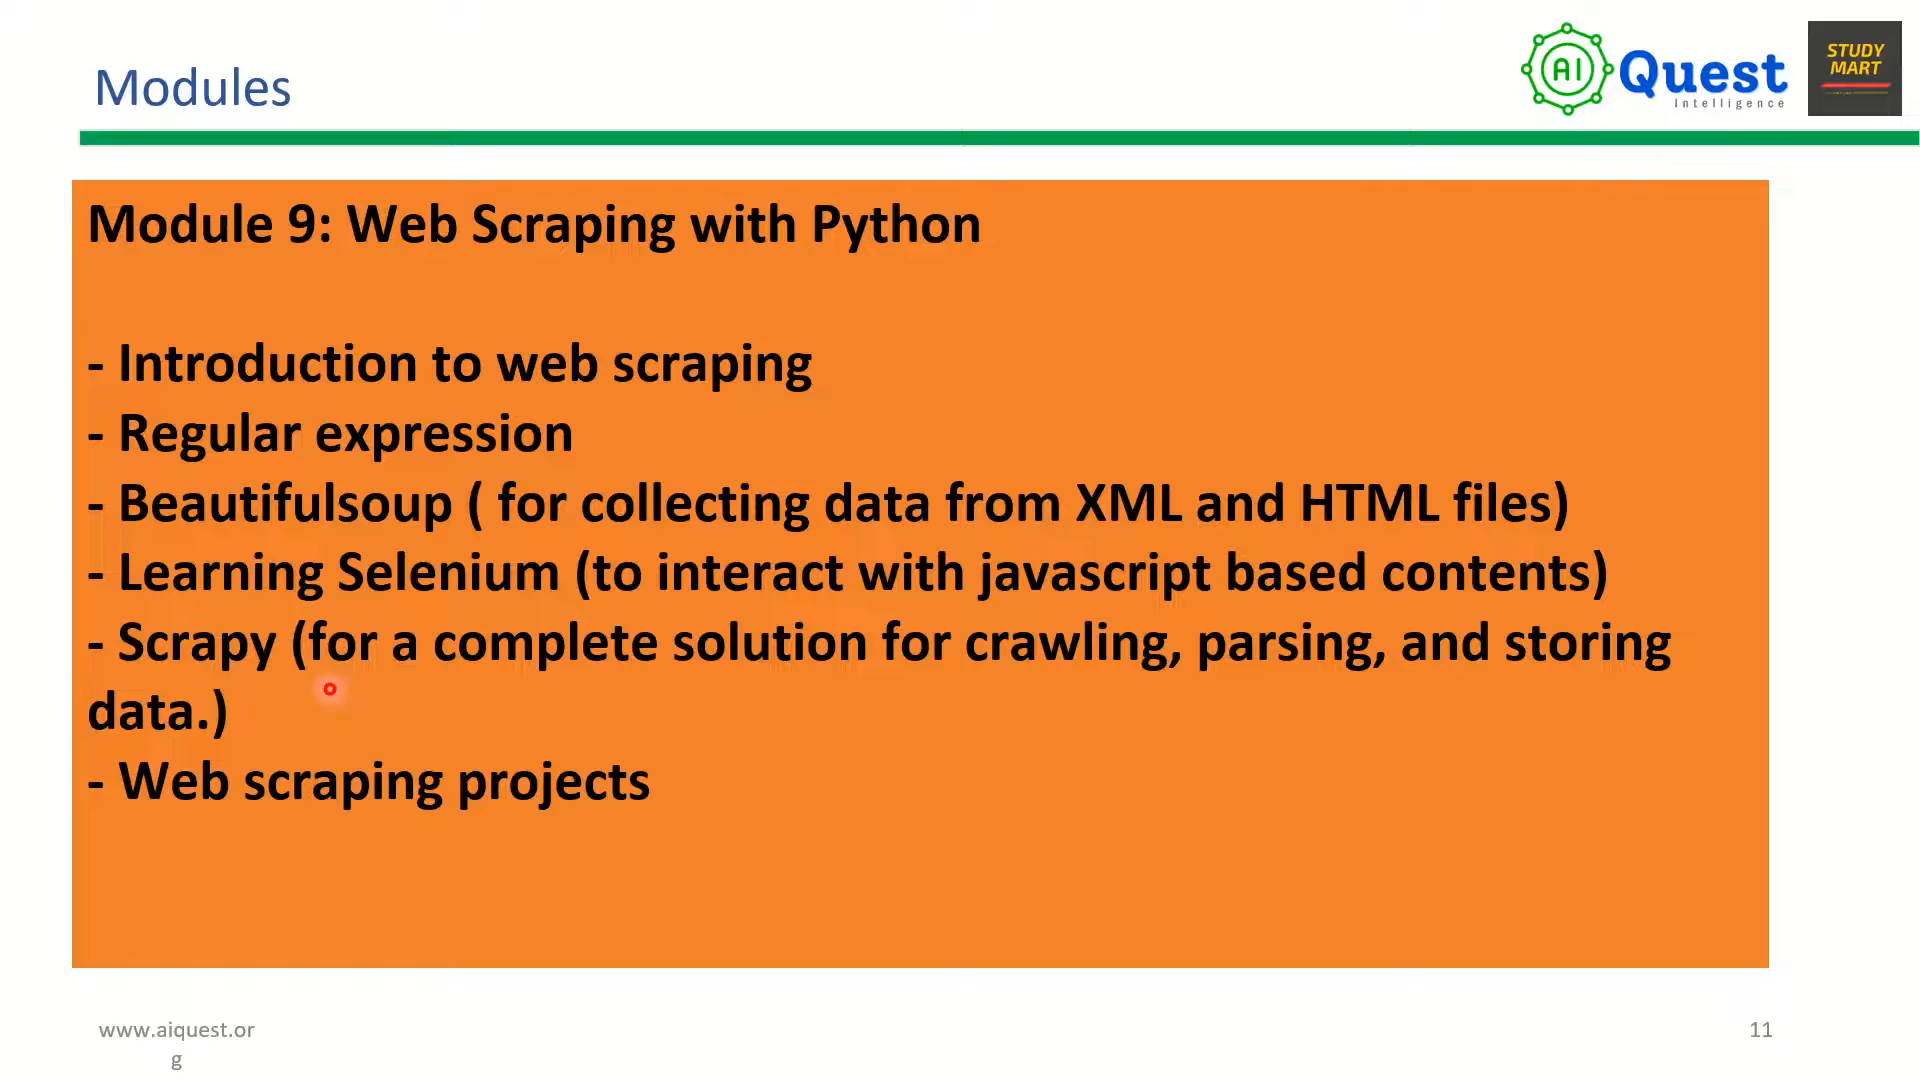 Modules
AI Quest
Intelligence
STUDY
MART
Module 9: Web Scraping with Python
- Introduction to web scraping
- Regular expression
- Beautifulsoup ( for collecting data from XML and HTML files)
- Learning Selenium (to interact with javascript based contents)
- Scrapy (for a complete solution for crawling, parsing, and storing
data.)
- Web scraping projects
www.aiquest.or
g
11